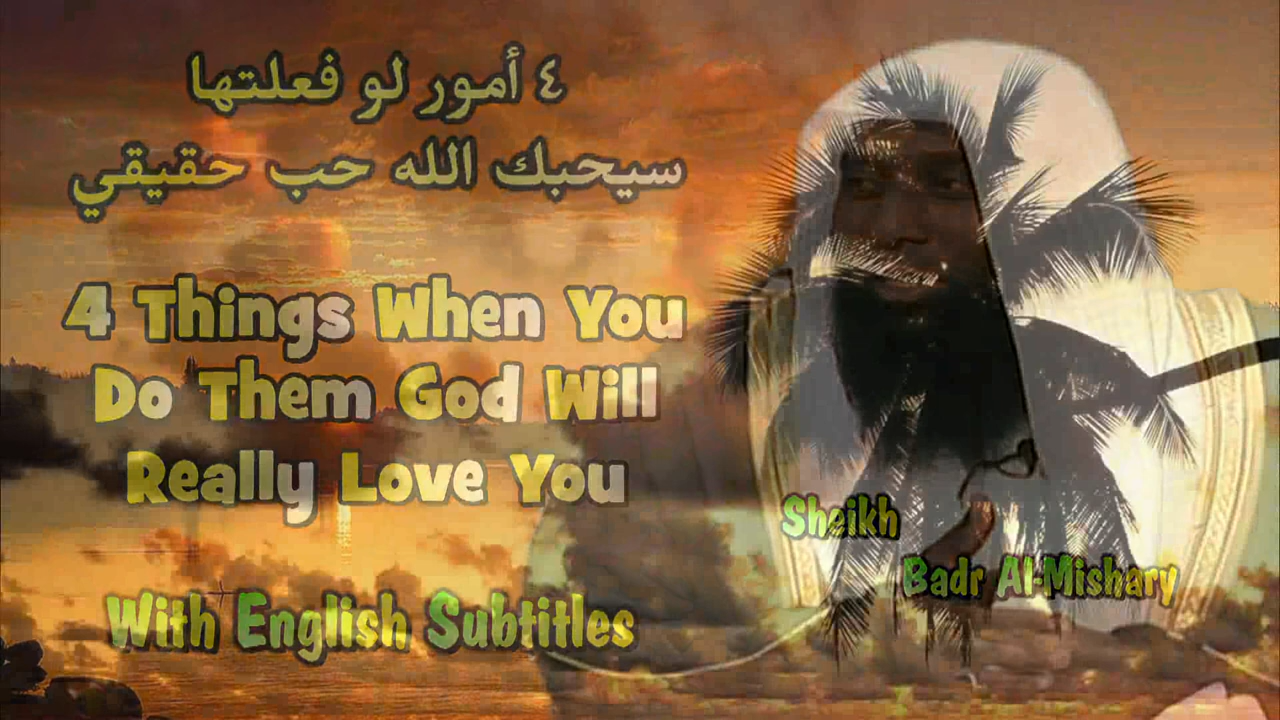 ٤ أمور لو فعلتها
سيحبك الله حب حقيقي
4 Things When You
Do Them God Will
Really Love You
With English Subtitles
Sheikh
Badr Al-Mishary